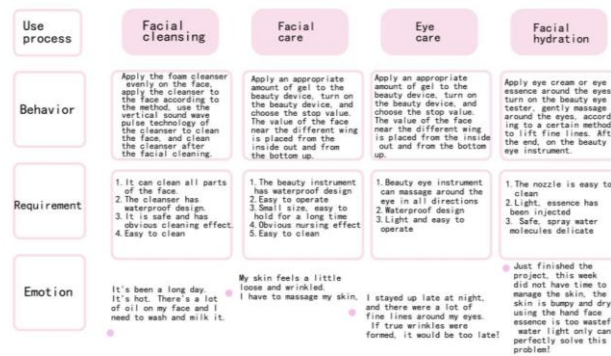 Use
process
Facial
cleansing
Facial
care
Eye
care
Facial
hydration
Behavior
Apply the foam cleanser
evenly on the face,
apply the cleanser to
the face according to
the method, use the
vertical sound wave
pulse technology of
the cleanser to clean
the face, and clean
the cleanser after
the facial cleaning.
Apply an appropriate
amount of gel to the
beauty device, turn on
the beauty device, and
choose the stop value.
The value of the face
near the different wing
is placed from the
inside out and from
the bottom up.
Apply an appropriate
amount of gel to the
beauty device, turn on
the beauty device, and
choose the stop value.
The value of the face
near the different wing
is placed from the inside
out and from the bottom
up.
Apply eye cream or eye
essence around the eyes
turn on the beauty eye
tester, gently massage
around the eyes, accord
ing to a certain method
to lift fine lines. Aft
the end, on the beauty
eye instrument.
Requirement
1. It can clean all parts
of the face.
2. The cleanser has
waterproof design.
3. It is safe and has
obvious cleaning effect.
4. Easy to clean
1. The beauty instrument
has waterproof design
2. Easy to operate
3. Small size, easy to
hold for a long time
4. Obvious nursing effect
5. Easy to clean
1. Beauty eye instrument
can massage around the
eye in all directions
2. Waterproof design
3. Light and easy to
operate
1. The nozzle is easy to
clean
2. Light, essence has
been injected
3. Safe, spray water
molecules delicate
Emotion
It's been a long day.
It's hot. There's a lot
of oil on my face and I
need to wash and milk it.
My skin feels a little
loose and wrinkled.
I have to massage my skin.
I stayed up late at night,
and there were a lot of
fine lines around my eyes.
If true wrinkles were
formed, it would be too late!
Just finished the
project, this week
did not have time to
manage the skin, the
skin is bumpy and dry
using the hand face
essence is too wastef
water light only can
perfectly solve this
problem!